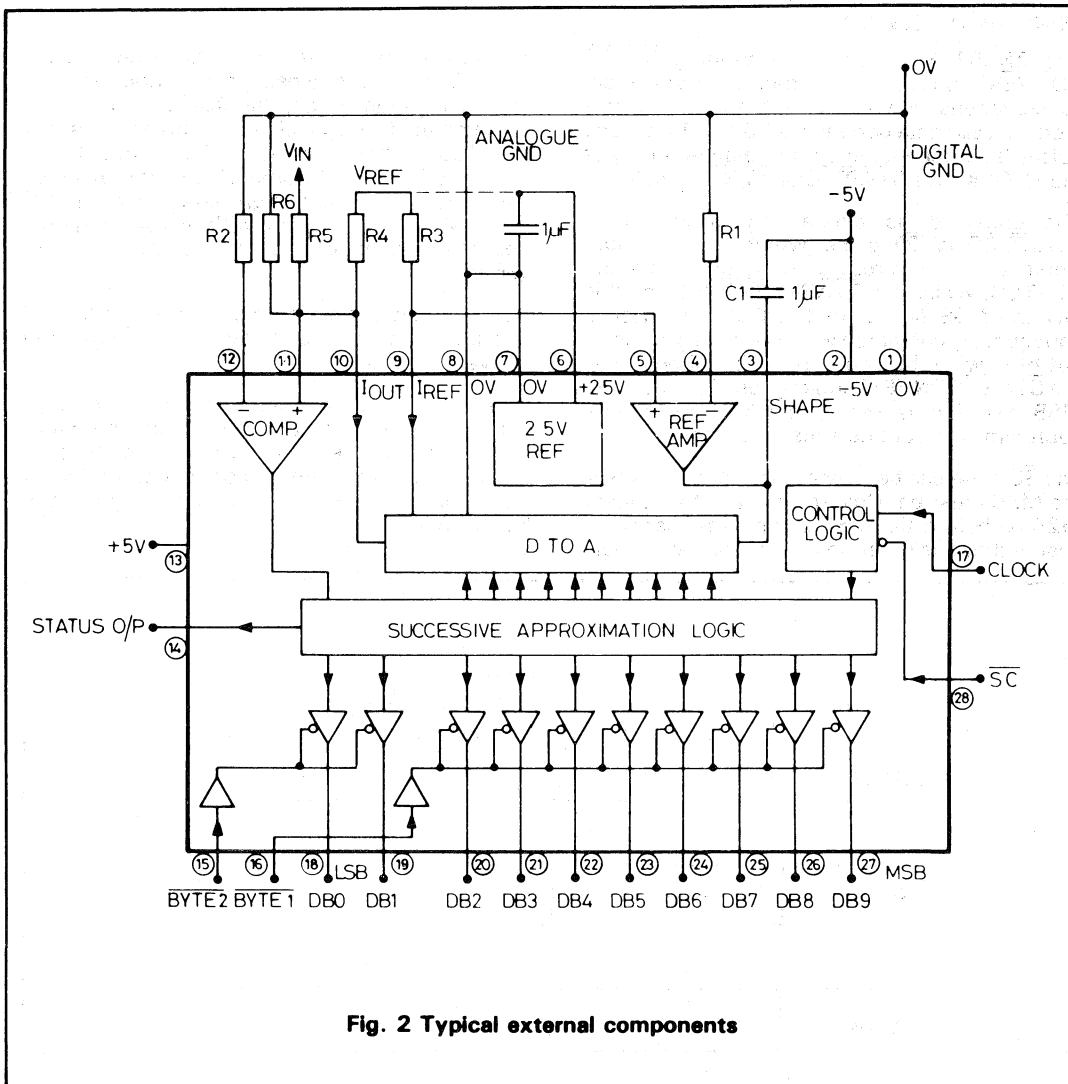 0V
ANALOGUE
GND
DIGITAL
GND
VIN
VREF
-5V
R2
R6
R5
R4
R3
1µF
R1
C1
1µF
12
11
10
9
8
7
6
5
4
3
2
1
IOUT
IREF
0V
0V
+2.5V
SHAPE
-5V
0V
-
+
COMP
2.5V
REF
+
-
REF
AMP
CONTROL
LOGIC
D TO A
+5V
13
17
CLOCK
STATUS O/P
14
SUCCESSIVE APPROXIMATION LOGIC
SC
28
15
16
18
LSB
19
20
21
22
23
24
25
26
27
MSB
BYTE2
BYTE1
DB0
DB1
DB2
DB3
DB4
DB5
DB6
DB7
DB8
DB9
Fig. 2 Typical external components